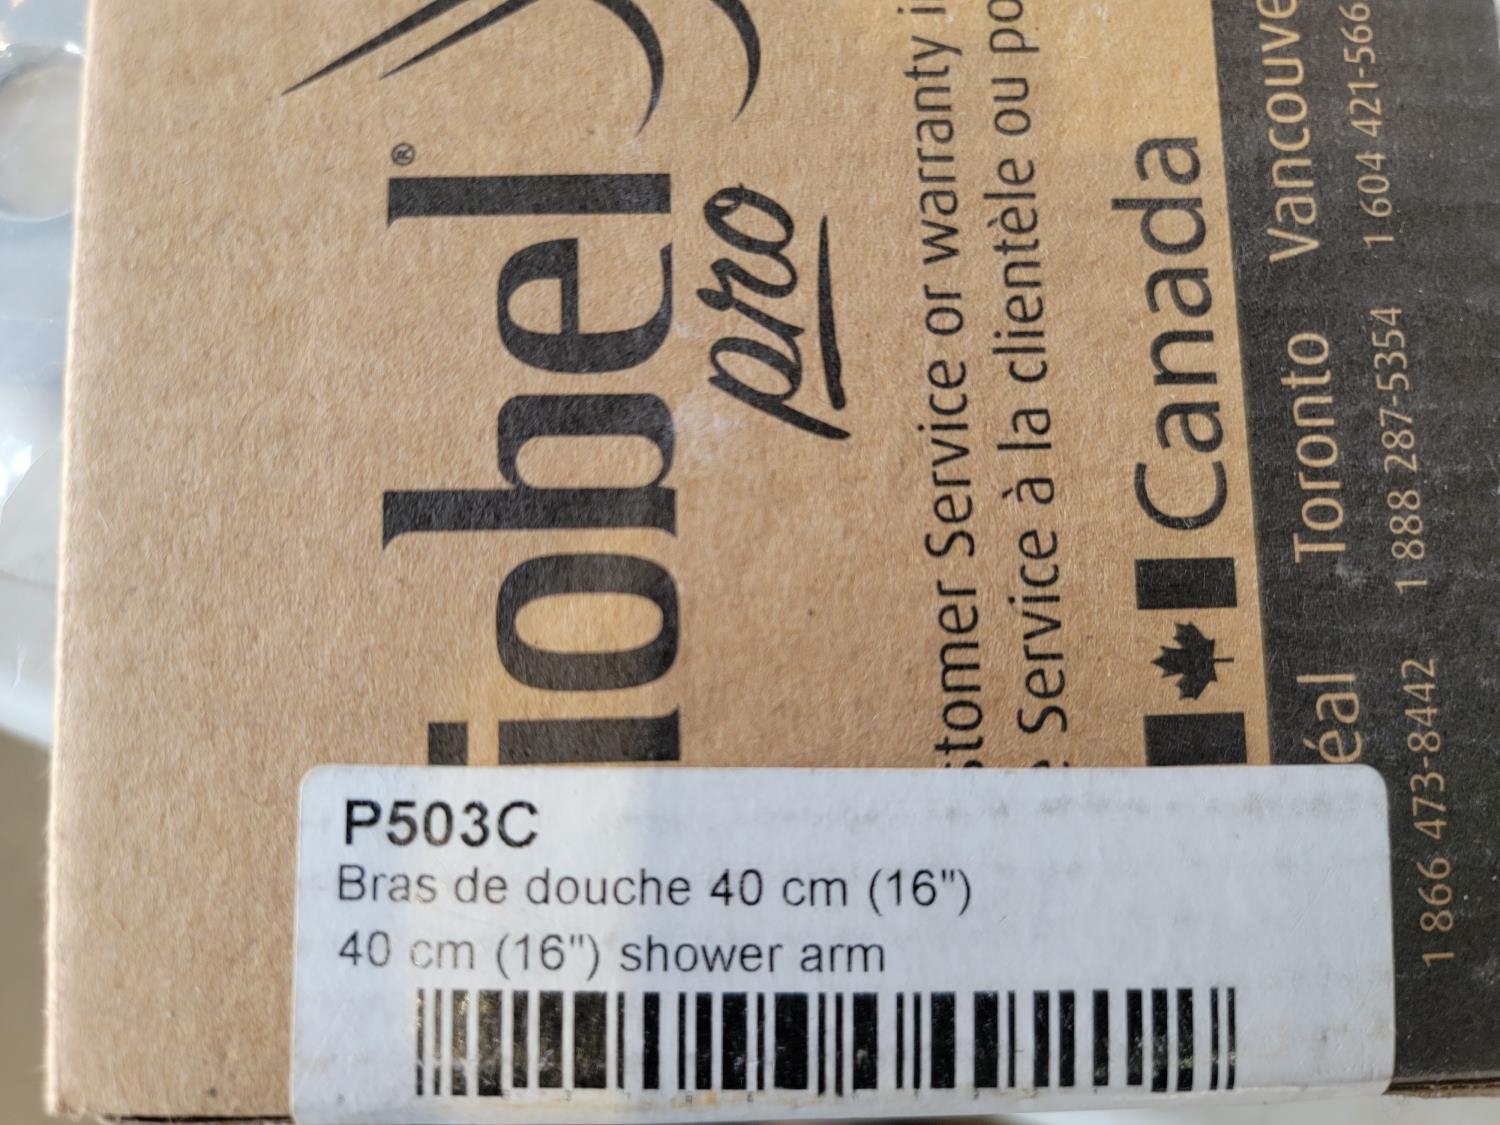 iobel®
pro
stomer Service or warranty i
Service à la clientèle ou po
Canada
éal Toronto Vancouve
1 866 473-8442 1 888 287-5354 1 604 421-566
P503C
Bras de douche 40 cm (16")
40 cm (16") shower arm